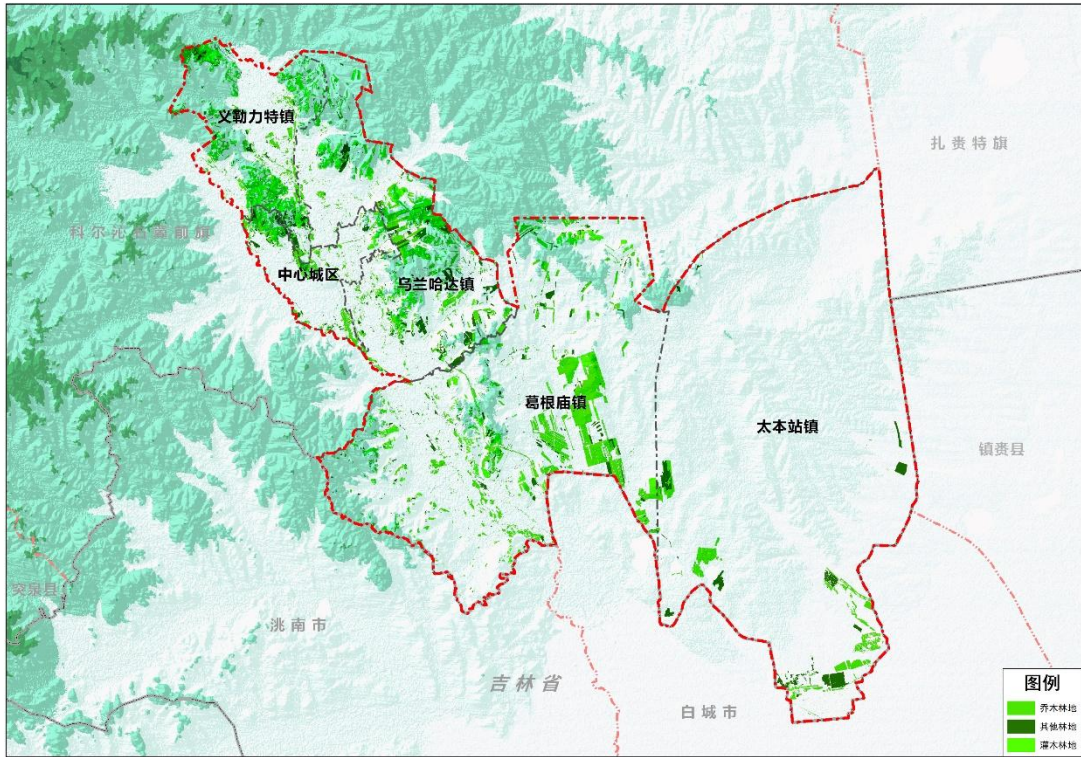 义勒力特镇
扎赉特旗
科尔沁右翼前旗
中心城区
乌兰哈达镇
葛根庙镇
太本站镇
镇赉县
突泉县
洮南市
吉林省
白城市
图例
乔木林地
其他林地
灌木林地